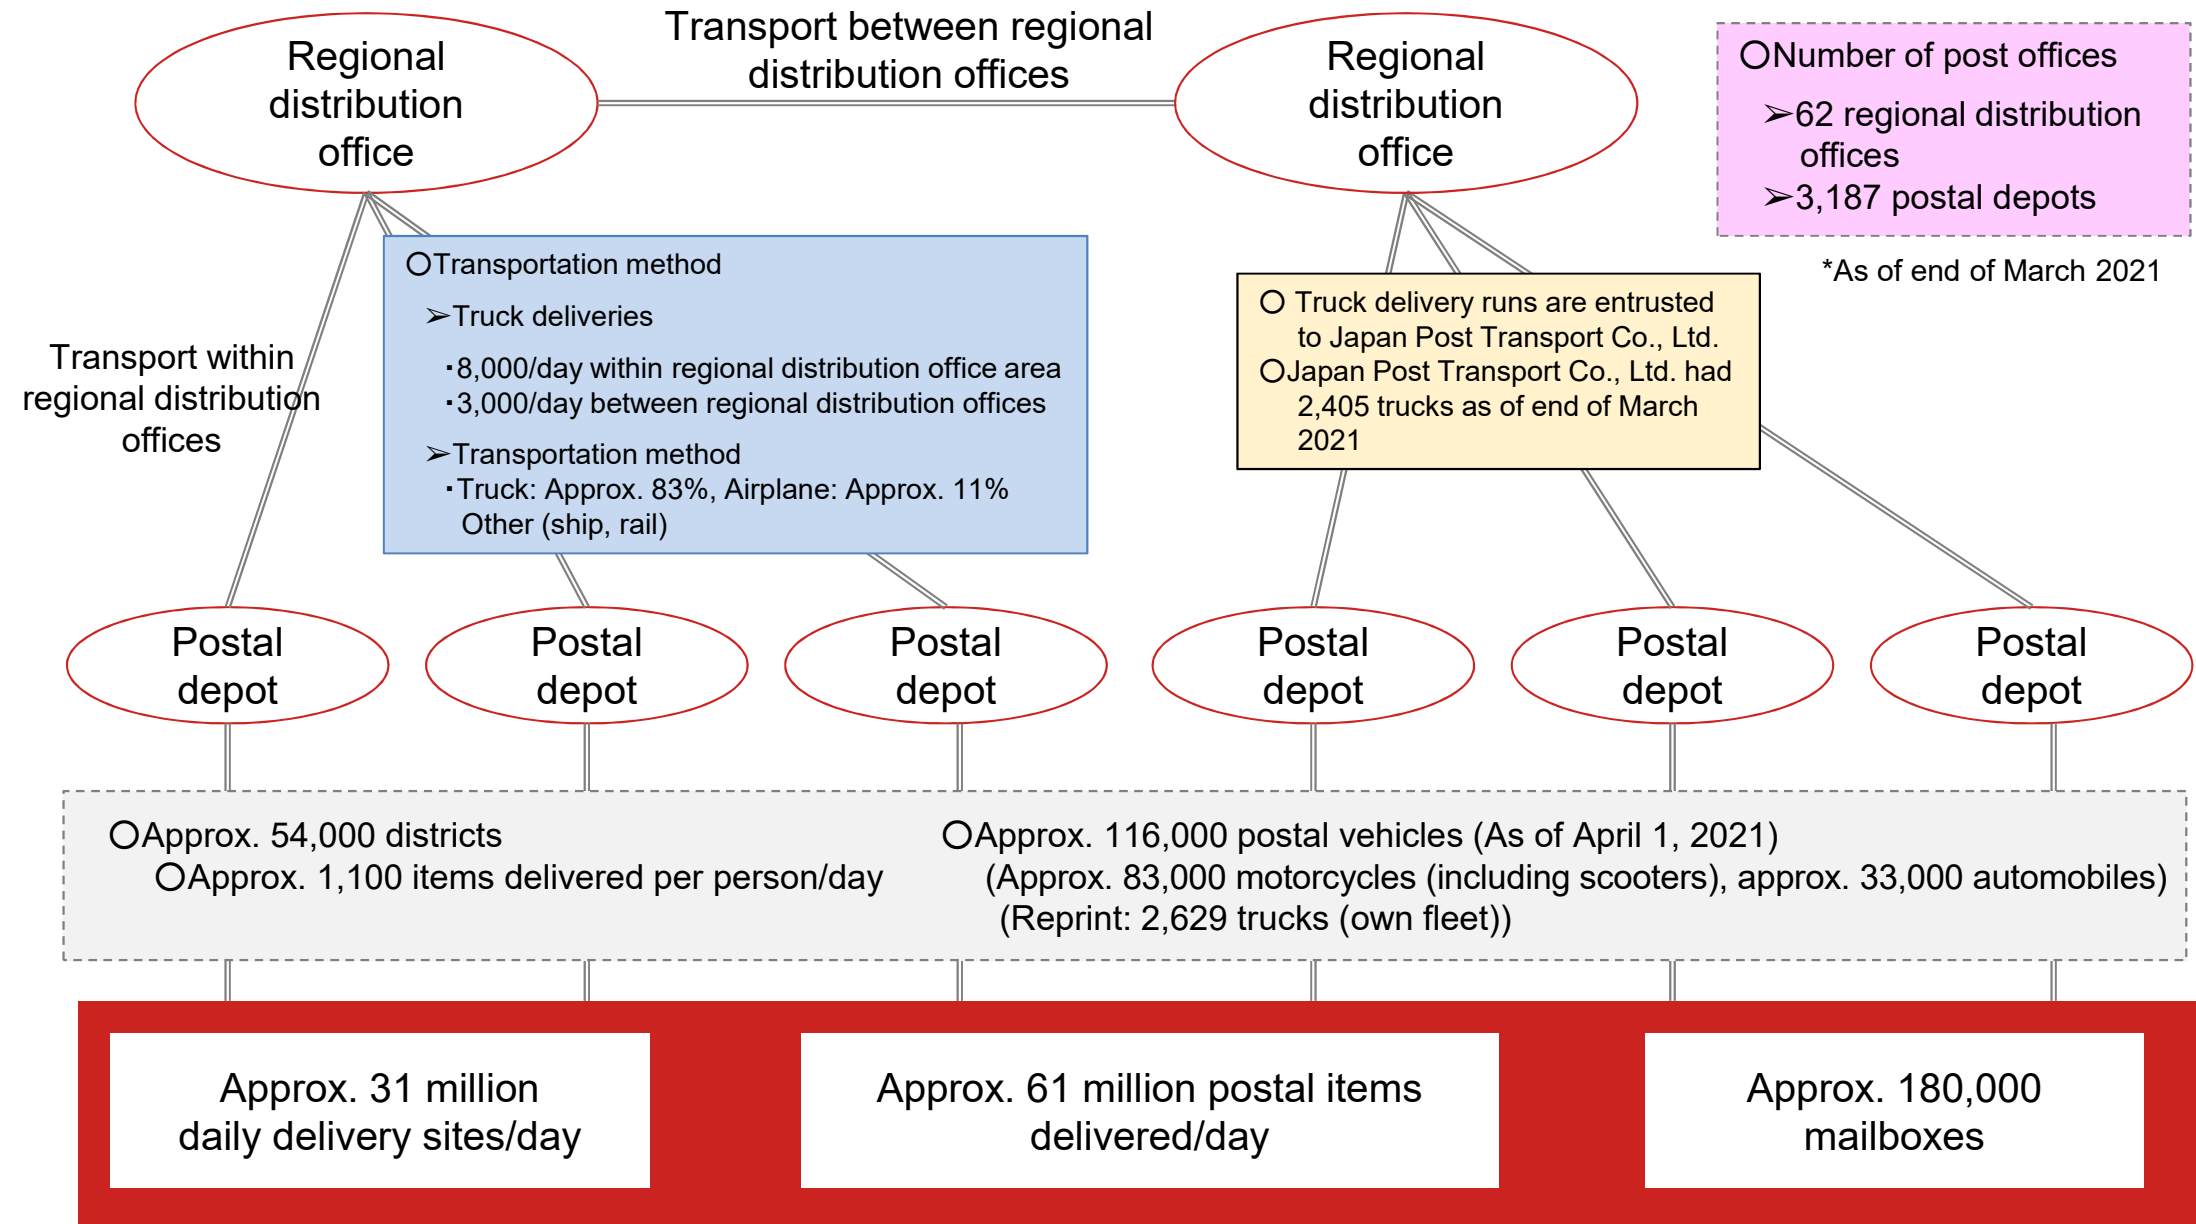 Regional
distribution
office
Transport between regional
distribution offices
Regional
distribution
office
○Number of post offices
➢62 regional distribution
offices
➢3,187 postal depots
*As of end of March 2021
Transport within
regional distribution
offices
○Transportation method
➢Truck deliveries
・8,000/day within regional distribution office area
・3,000/day between regional distribution offices
➢Transportation method
・Truck: Approx. 83%, Airplane: Approx. 11%
Other (ship, rail)
○ Truck delivery runs are entrusted
to Japan Post Transport Co., Ltd.
○Japan Post Transport Co., Ltd. had
2,405 trucks as of end of March
2021
Postal
depot
Postal
depot
Postal
depot
Postal
depot
Postal
depot
Postal
depot
○Approx. 54,000 districts
○Approx. 1,100 items delivered per person/day
○Approx. 116,000 postal vehicles (As of April 1, 2021)
(Approx. 83,000 motorcycles (including scooters), approx. 33,000 automobiles)
(Reprint: 2,629 trucks (own fleet))
Approx. 31 million
daily delivery sites/day
Approx. 61 million postal items
delivered/day
Approx. 180,000
mailboxes